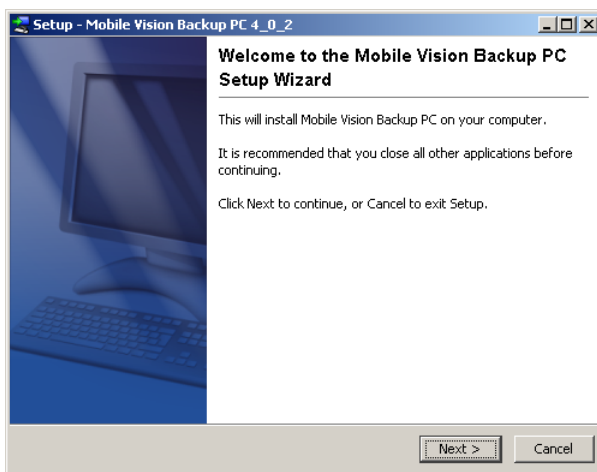 Setup - Mobile Vision Backup PC 4_0_2
Welcome to the Mobile Vision Backup PC
Setup Wizard
This will install Mobile Vision Backup PC on your computer.
It is recommended that you close all other applications before
continuing.
Click Next to continue, or Cancel to exit Setup.
Next >
Cancel